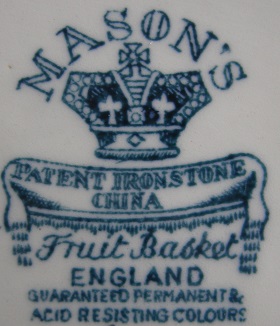 MASON'S
PATENT IRONSTONE
CHINA
Fruit Basket
ENGLAND
GUARANTEED PERMANENT &
ACID RESISTING COLOURS